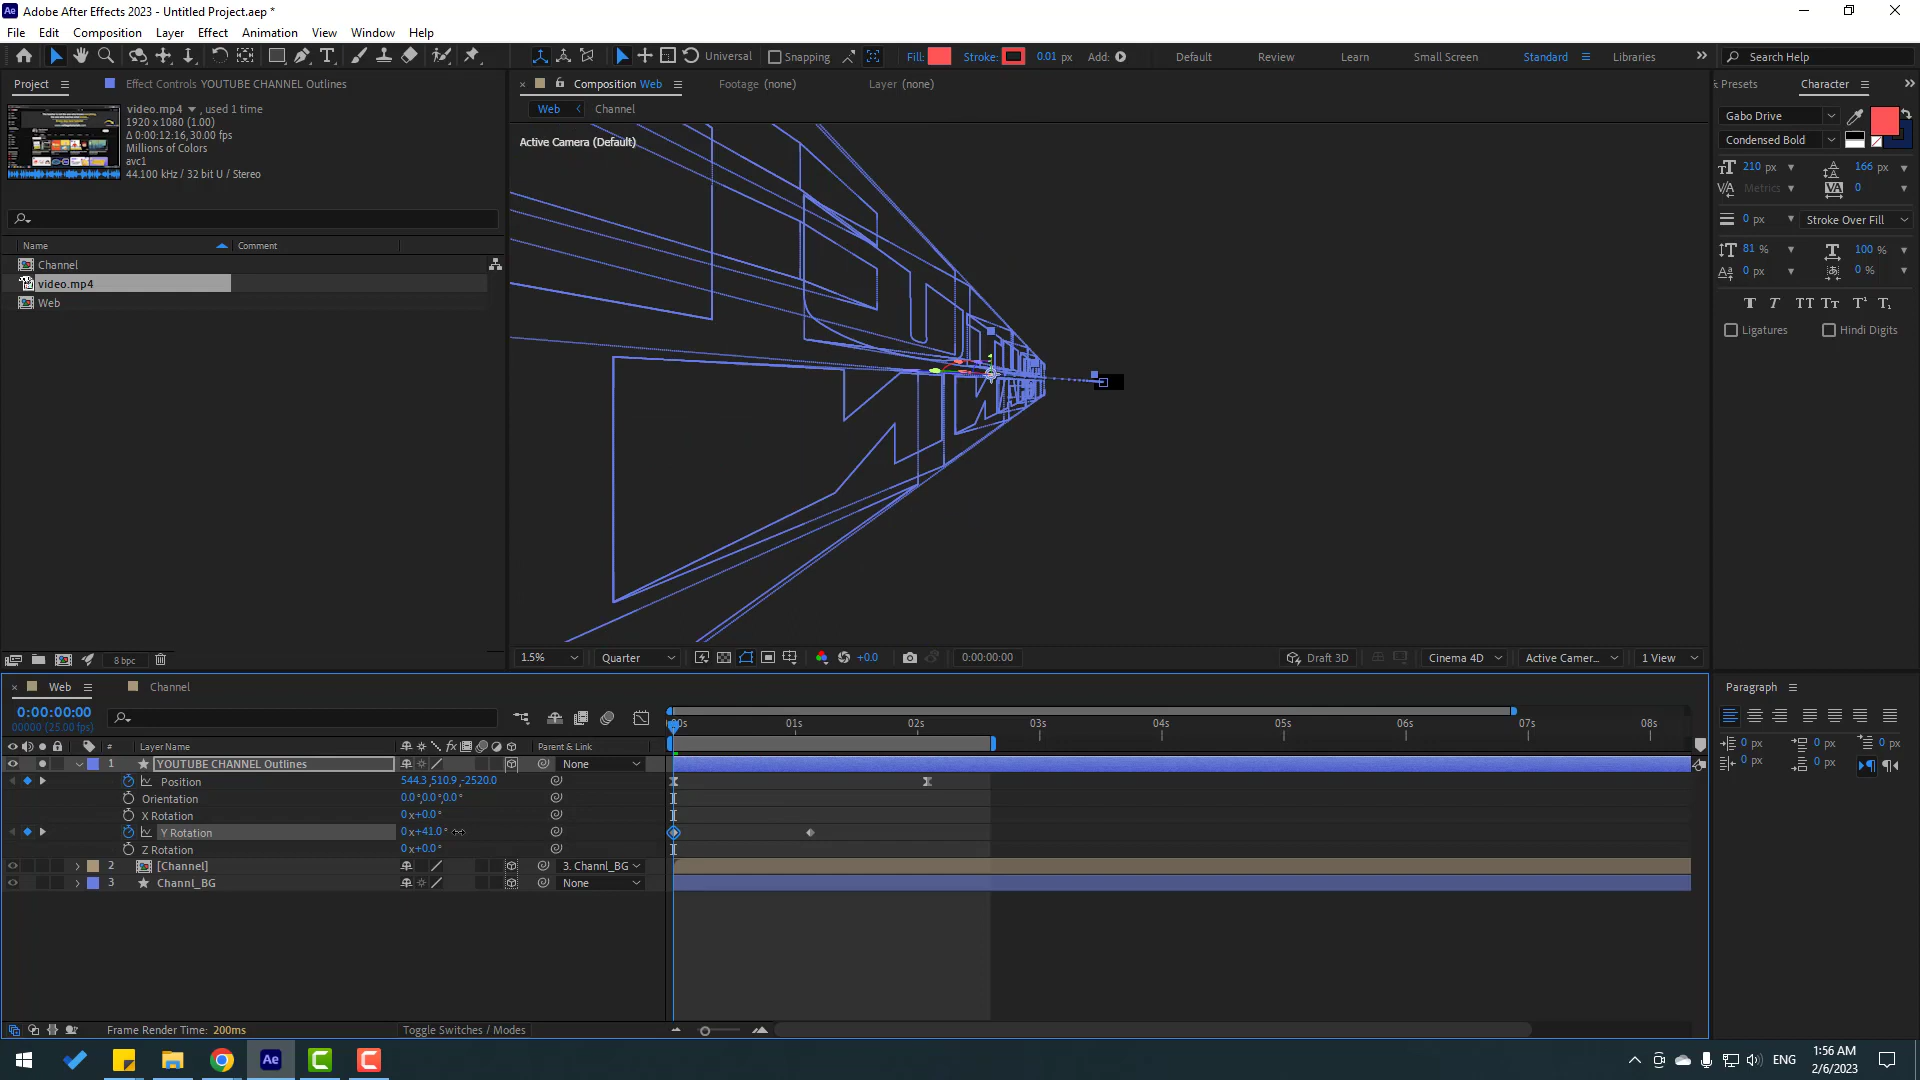 Adobe After Effects 2023 - Untitled Project.aep *
File Edit Composition Layer Effect Animation View Window Help
Universal Snapping Fill: Stroke: 0.01 px Add: Default Review Learn Small Screen Standard Libraries Search Help
Project Effect Controls YOUTUBE CHANNEL Outlines
Composition Web Footage (none) Layer (none)
Presets Character
Web Channel
Active Camera (Default)
video.mp4 , used 1 time
1920 x 1080 (1.00)
Δ 0:00:12:16, 30.00 fps
Millions of Colors
avc1
44.100 kHz / 32 bit U / Stereo
Name Comment
Channel
video.mp4
Web
8 bpc
Gabo Drive
Condensed Bold
210 px 166 px
Metrics 0
0 px Stroke Over Fill
81 % 100 %
0 px 0 %
Ligatures Hindi Digits
1.5% Quarter +0.0 0:00:00:00 Draft 3D Cinema 4D Active Camer... 1 View
Web Channel
0:00:00:00
00000 (25.00 fps)
00s 01s 02s 03s 04s 05s 06s 07s 08s
# Layer Name fx Parent & Link
1 YOUTUBE CHANNEL Outlines None
Position 544.3,510.9,-2520.0
Orientation 0.0°,0.0°,0.0°
X Rotation 0x+0.0°
Y Rotation 0x+41.0°
Z Rotation 0x+0.0°
2 [Channel] 3. Channl_BG
3 Channl_BG None
Frame Render Time: 200ms Toggle Switches / Modes
Paragraph
0 px 0 px 0 px
0 px 0 px
Ae
ENG
1:56 AM
2/6/2023